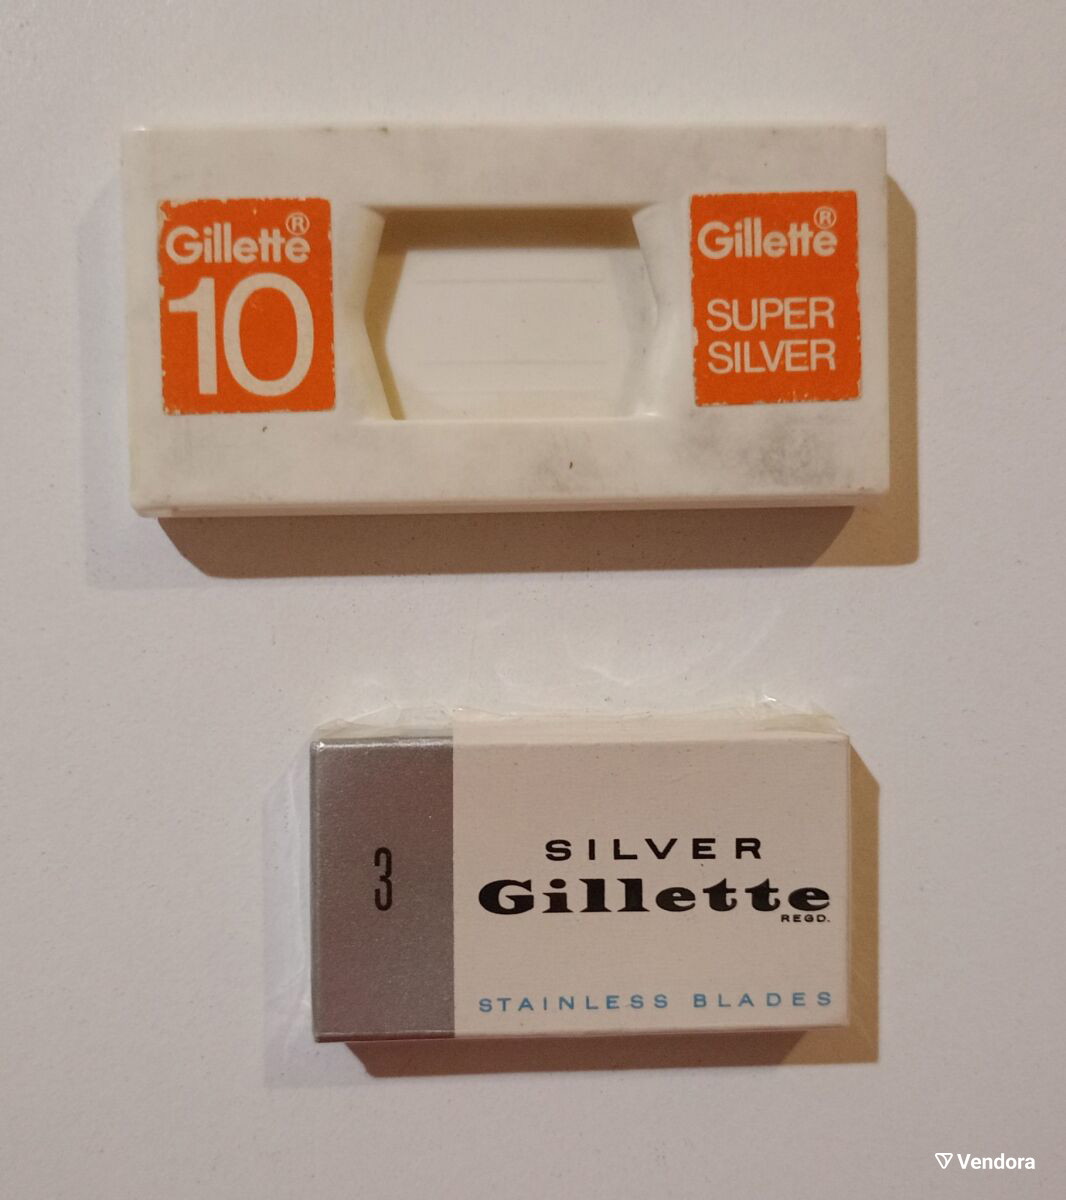 Gillette®
10
Gillette®
SUPER
SILVER
3
SILVER
Gillette
REGD.
STAINLESS BLADES
Vendora